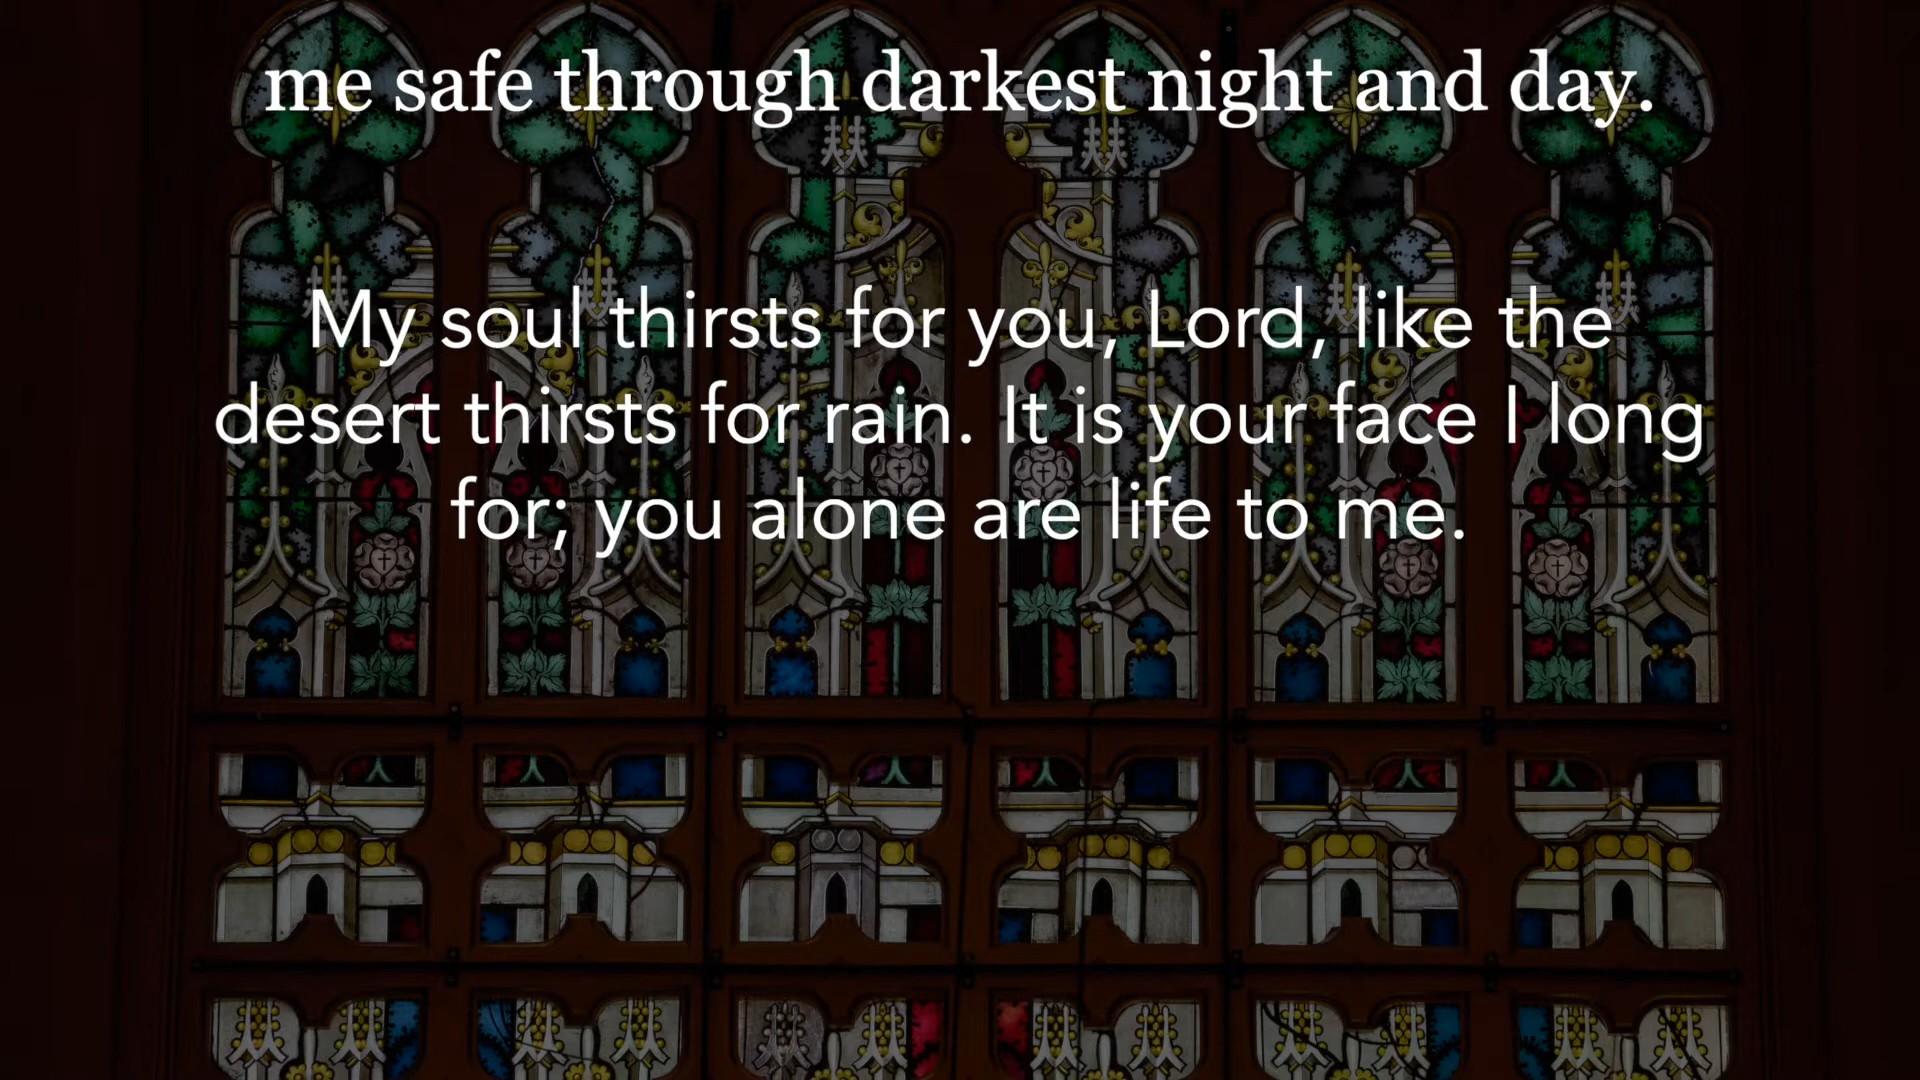 me safe through darkest night and day.
My soul thirsts for you, Lord, like the
desert thirsts for rain. It is your face I long
for; you alone are life to me.